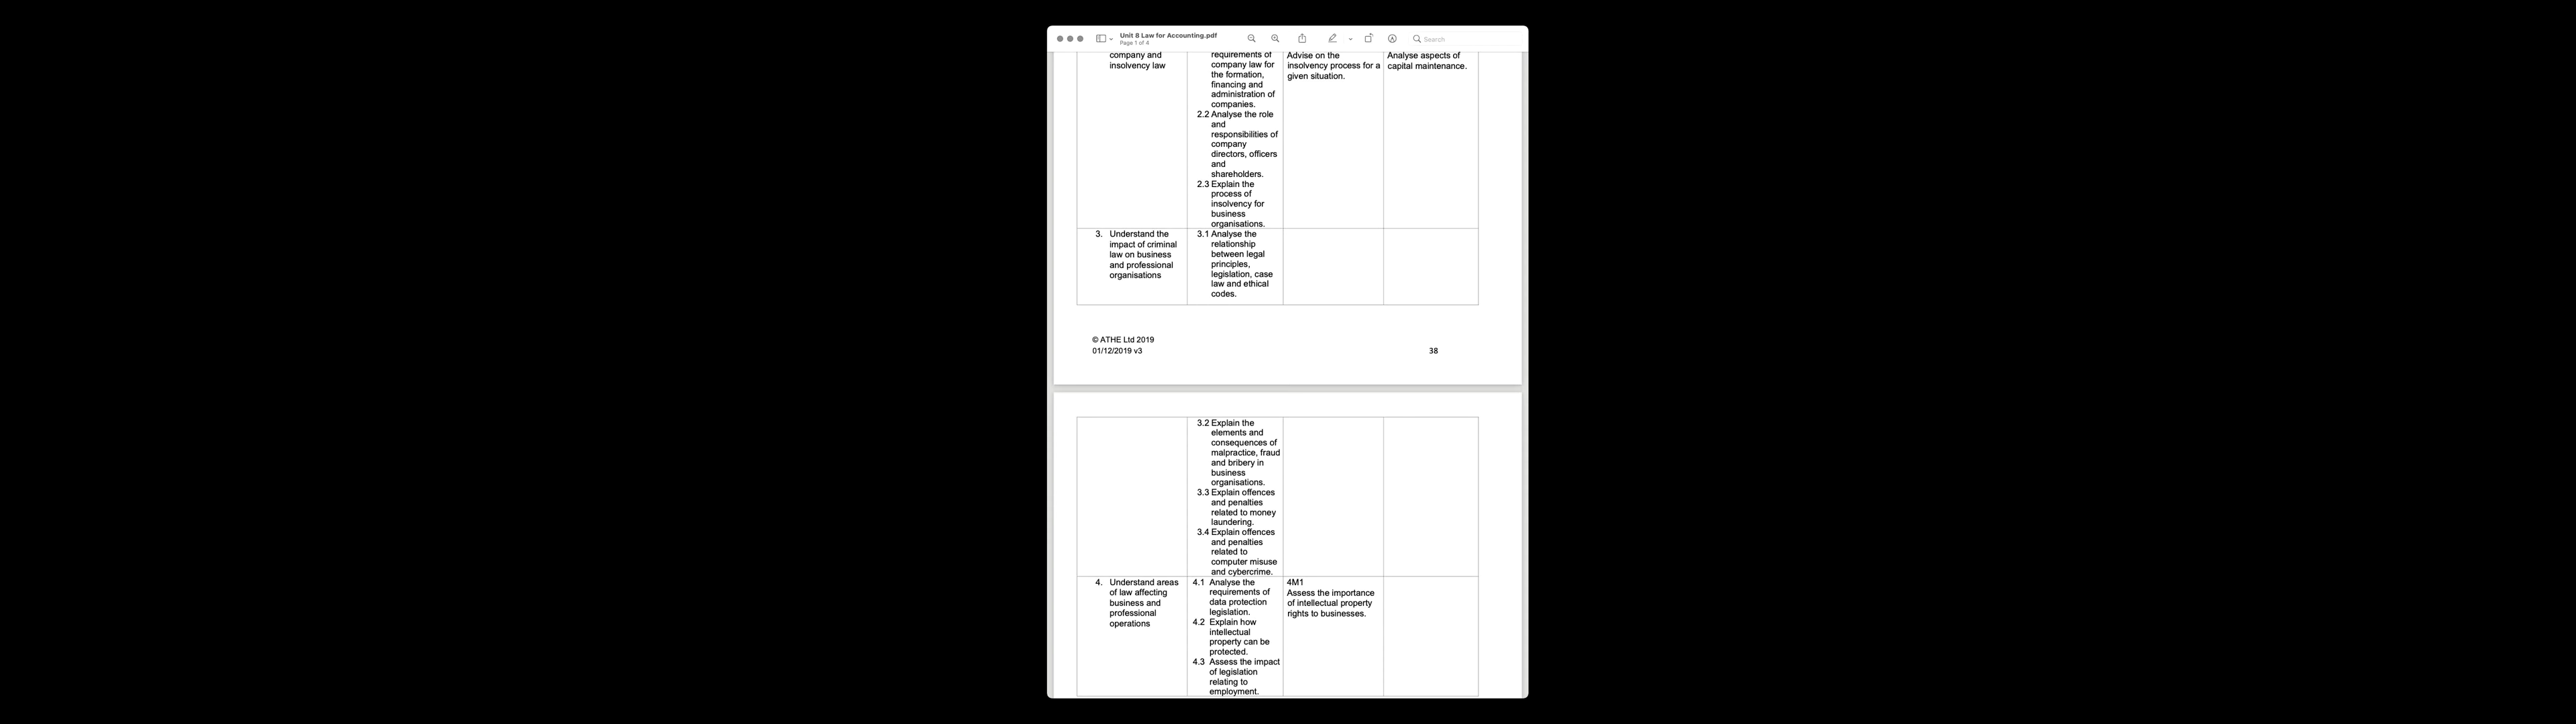 Unit 8 Law for Accounting.pdf
Page 1 of 4
Search
company and
insolvency law
requirements of
company law for
the formation,
financing and
administration of
companies.
2.2 Analyse the role
and
responsibilities of
company
directors, officers
and
shareholders.
2.3 Explain the
process of
insolvency for
business
organisations.
Advise on the
insolvency process for a
given situation.
Analyse aspects of
capital maintenance.
3. Understand the
impact of criminal
law on business
and professional
organisations
3.1 Analyse the
relationship
between legal
principles,
legislation, case
law and ethical
codes.
© ATHE Ltd 2019
01/12/2019 v3
38
3.2 Explain the
elements and
consequences of
malpractice, fraud
and bribery in
business
organisations.
3.3 Explain offences
and penalties
related to money
laundering.
3.4 Explain offences
and penalties
related to
computer misuse
and cybercrime.
4. Understand areas
of law affecting
business and
professional
operations
4.1 Analyse the
requirements of
data protection
legislation.
4.2 Explain how
intellectual
property can be
protected.
4.3 Assess the impact
of legislation
relating to
employment.
4M1
Assess the importance
of intellectual property
rights to businesses.